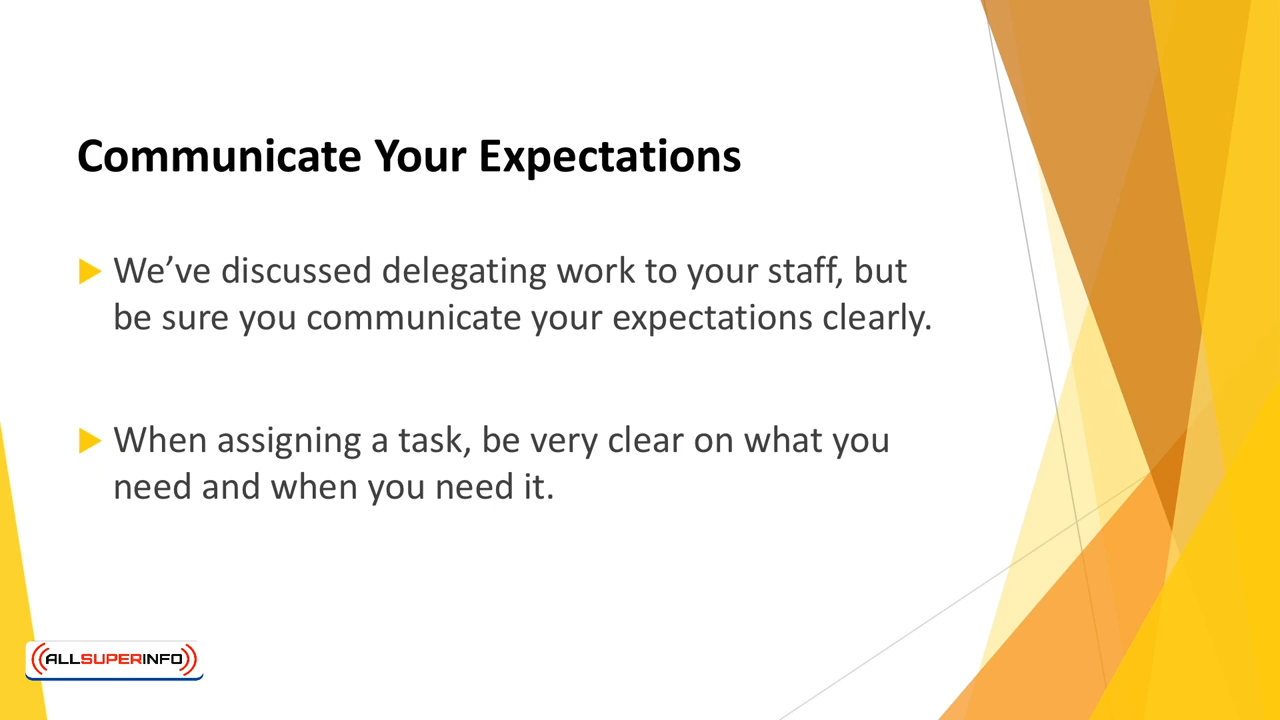 Communicate Your Expectations
We’ve discussed delegating work to your staff, but
be sure you communicate your expectations clearly.
When assigning a task, be very clear on what you
need and when you need it.
ALLSUPERINFO